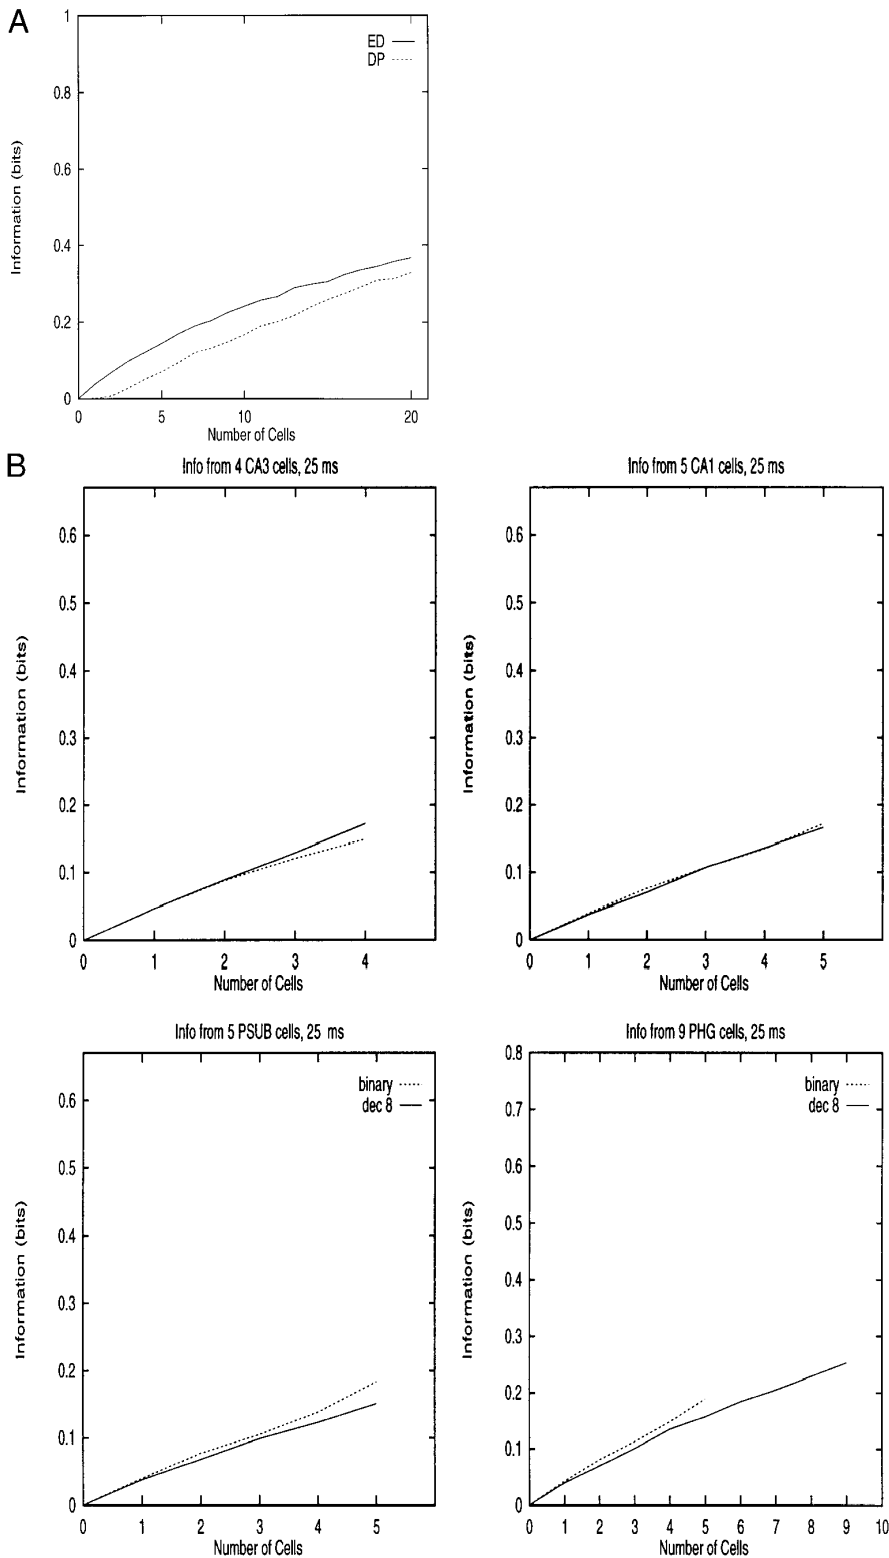 A
1
0.8
0.6
0.4
0.2
0
Information (bits)
ED
DP
0 5 10 20
Number of Cells
B
Info from 4 CA3 cells, 25 ms
0.6
0.5
0.4
0.3
0.2
0.1
0
Information (bits)
0 1 2 3 4
Number of Cells
Info from 5 CA1 cells, 25 ms
0.6
0.5
0.4
0.3
0.2
0.1
0
Information (bits)
0 1 2 3 4 5
Number of Cells
Info from 5 PSUB cells, 25 ms
binary
dec 8
0.6
0.5
0.4
0.3
0.2
0.1
0
Information (bits)
0 1 2 3 4 5
Number of Cells
Info from 9 PHG cells, 25 ms
binary
dec 8
0.8
0.7
0.6
0.5
0.4
0.3
0.2
0.1
0
Information (bits)
0 1 2 3 4 5 6 7 8 9 10
Number of Cells